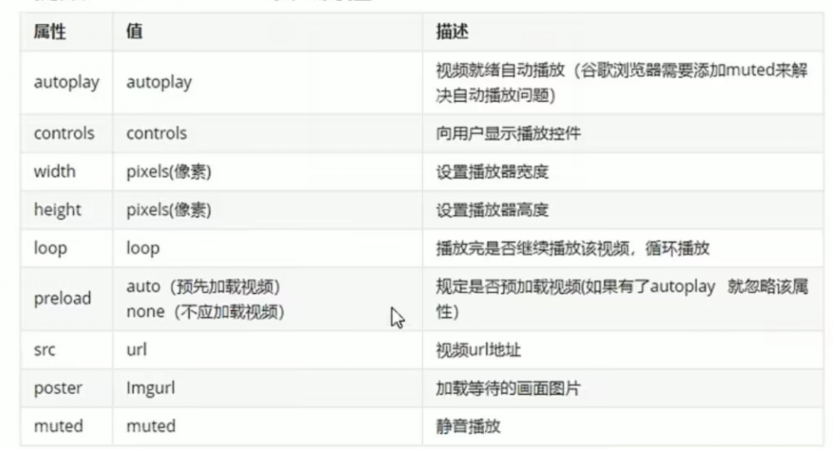 属性 值 描述
autoplay autoplay 视频就绪自动播放（谷歌浏览器需要添加muted来解
决自动播放问题)
controls controls 向用户显示播放控件
width pixels(像素) 设置播放器宽度
height pixels(像素) 设置播放器高度
loop loop 播放完是否继续播放该视频，循环播放
preload auto（预先加载视频） 规定是否预加载视频(如果有了autoplay 就忽略该属
none（不应加载视频） 性）
src url 视频url地址
poster Imgurl 加载等待的画面图片
muted muted 静音播放